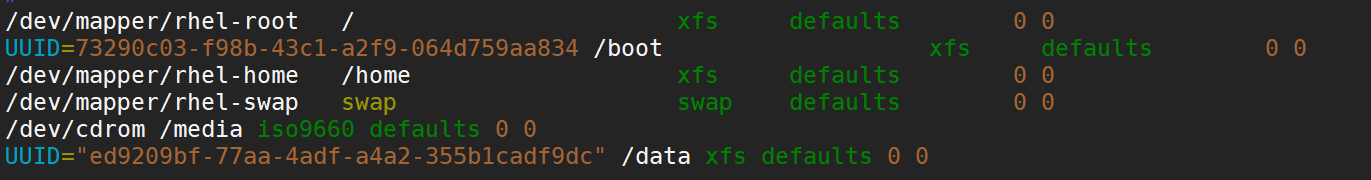 /dev/mapper/rhel-root / xfs defaults 0 0
UUID=73290c03-f98b-43c1-a2f9-064d759aa834 /boot xfs defaults 0 0
/dev/mapper/rhel-home /home xfs defaults 0 0
/dev/mapper/rhel-swap swap swap defaults 0 0
/dev/cdrom /media iso9660 defaults 0 0
UUID="ed9209bf-77aa-4adf-a4a2-355b1cadf9dc" /data xfs defaults 0 0